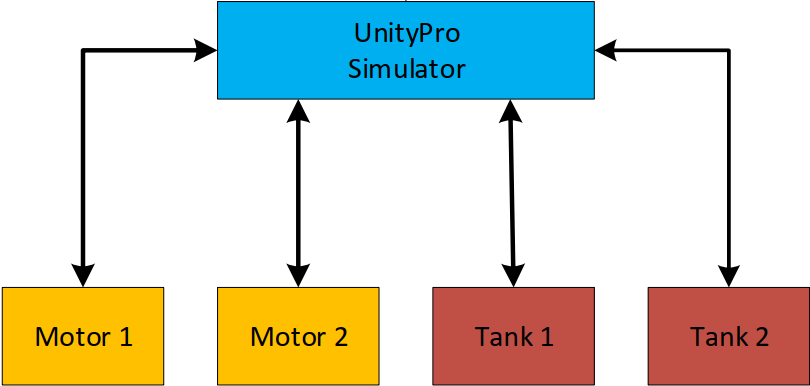 UnityPro
Simulator
Motor 1
Motor 2
Tank 1
Tank 2